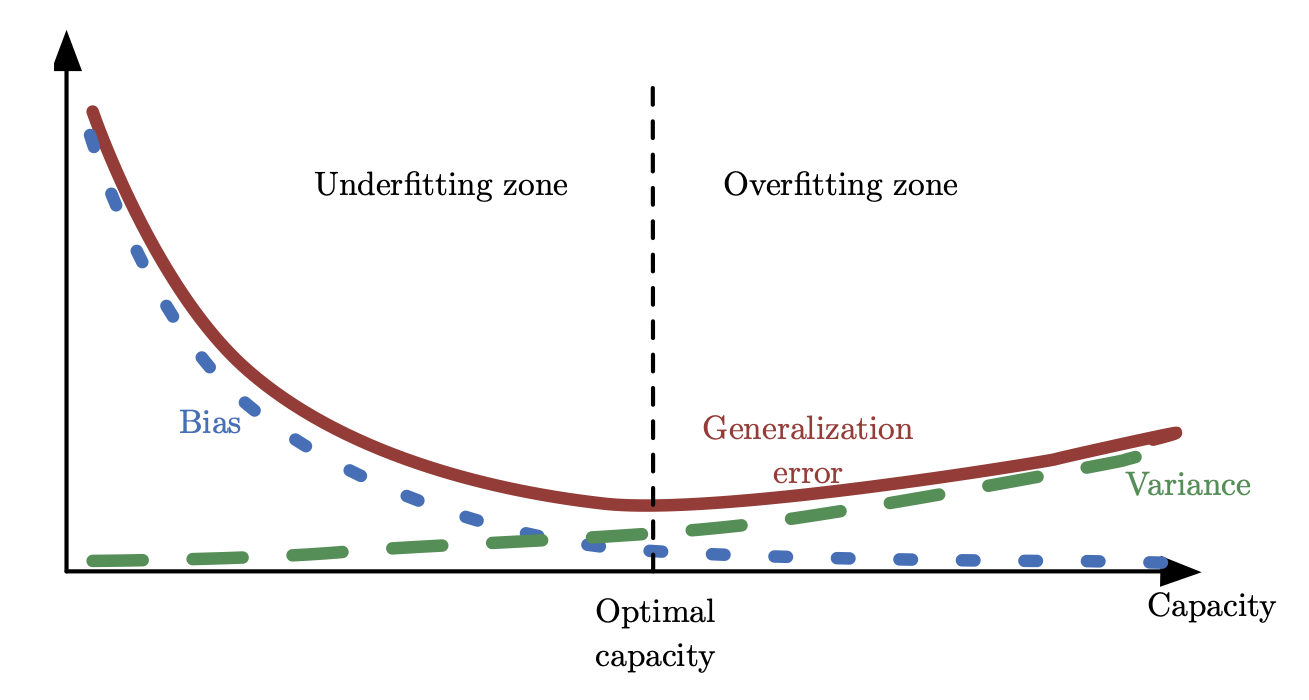 Underfitting zone
Overfitting zone
Bias
Generalization
error
Variance
Optimal
capacity
Capacity